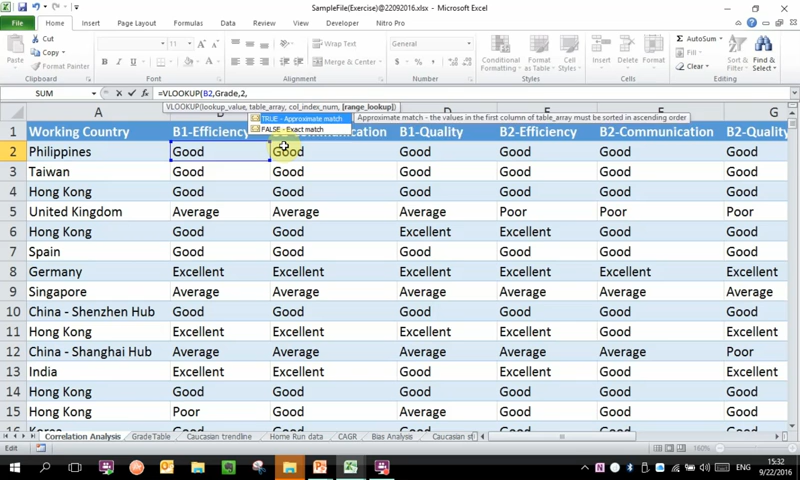 SampleFile(Exercise)@22092016.xlsx - Microsoft Excel
File Home Insert Page Layout Formulas Data Review View Developer Nitro Pro
Cut
Copy
Paste
Format Painter
Clipboard Font Alignment Number Styles Cells Editing
Wrap Text
Merge & Center
General
Conditional Formatting
Format as Table
Cell Styles
Insert Delete Format
AutoSum
Fill
Clear
Sort & Filter
Find & Select
SUM =VLOOKUP(B2,Grade,2,
VLOOKUP(lookup_value, table_array, col_index_num, [range_lookup])
TRUE - Approximate match
Approximate match - the values in the first column of table_array must be sorted in ascending order
FALSE - Exact match
A B E F G
1 Working Country B1-Efficiency B1-Quality B2-Efficiency B2-Communication B2-Quality
2 Philippines Good Good Good Good Good Good
3 Taiwan Good Good Good Good Good Good
4 Hong Kong Good Good Good Good Good Good
5 United Kingdom Average Average Average Poor Poor Poor
6 Hong Kong Good Good Excellent Excellent Good Good
7 Spain Good Good Good Good Good Good
8 Germany Excellent Excellent Excellent Excellent Excellent Excellent
9 Singapore Average Average Average Average Average Average
10 China - Shenzhen Hub Good Good Good Good Good Good
11 Hong Kong Excellent Excellent Excellent Excellent Good Excellent
12 China - Shanghai Hub Average Average Average Average Average Poor
13 India Excellent Excellent Good Excellent Good Excellent
14 Hong Kong Good Good Good Good Good Good
15 Hong Kong Poor Good Average Good Good Good
16 Korea Good Good Good Good Good Good
Correlation Analysis GradeTable Caucasian trendline Home Run data CAGR Bias Analysis Caucasian st
Edit 160%
15:32
9/22/2016